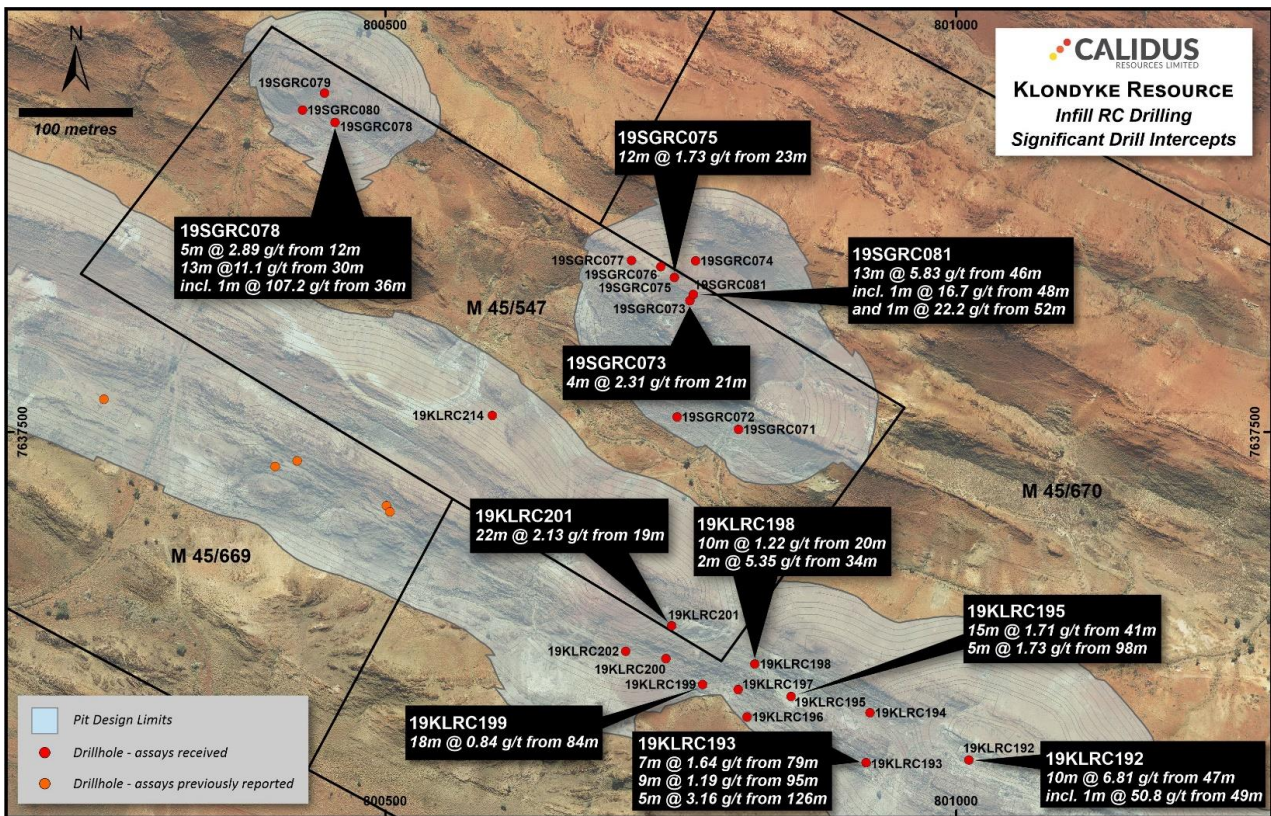 800500
801000
N
100 metres
CALIDUS
RESOURCES LIMITED
KLONDYKE RESOURCE
Infill RC Drilling
Significant Drill Intercepts
19SGRC079
19SGRC080
19SGRC078
19SGRC075
12m @ 1.73 g/t from 23m
19SGRC078
5m @ 2.89 g/t from 12m
13m @11.1 g/t from 30m
incl. 1m @ 107.2 g/t from 36m
19SGRC077
19SGRC076
19SGRC075
19SGRC074
19SGRC081
19SGRC073
19SGRC081
13m @ 5.83 g/t from 46m
incl. 1m @ 16.7 g/t from 48m
and 1m @ 22.2 g/t from 52m
M 45/547
19SGRC073
4m @ 2.31 g/t from 21m
19KLRC214
19SGRC072
19SGRC071
7637500
7637500
M 45/670
M 45/669
19KLRC201
22m @ 2.13 g/t from 19m
19KLRC198
10m @ 1.22 g/t from 20m
2m @ 5.35 g/t from 34m
19KLRC195
15m @ 1.71 g/t from 41m
5m @ 1.73 g/t from 98m
19KLRC201
19KLRC202
19KLRC200
19KLRC198
19KLRC199
19KLRC197
19KLRC195
19KLRC196
19KLRC194
19KLRC199
18m @ 0.84 g/t from 84m
19KLRC193
7m @ 1.64 g/t from 79m
9m @ 1.19 g/t from 95m
5m @ 3.16 g/t from 126m
19KLRC193
19KLRC192
19KLRC192
10m @ 6.81 g/t from 47m
incl. 1m @ 50.8 g/t from 49m
Pit Design Limits
Drillhole - assays received
Drillhole - assays previously reported
800500
801000